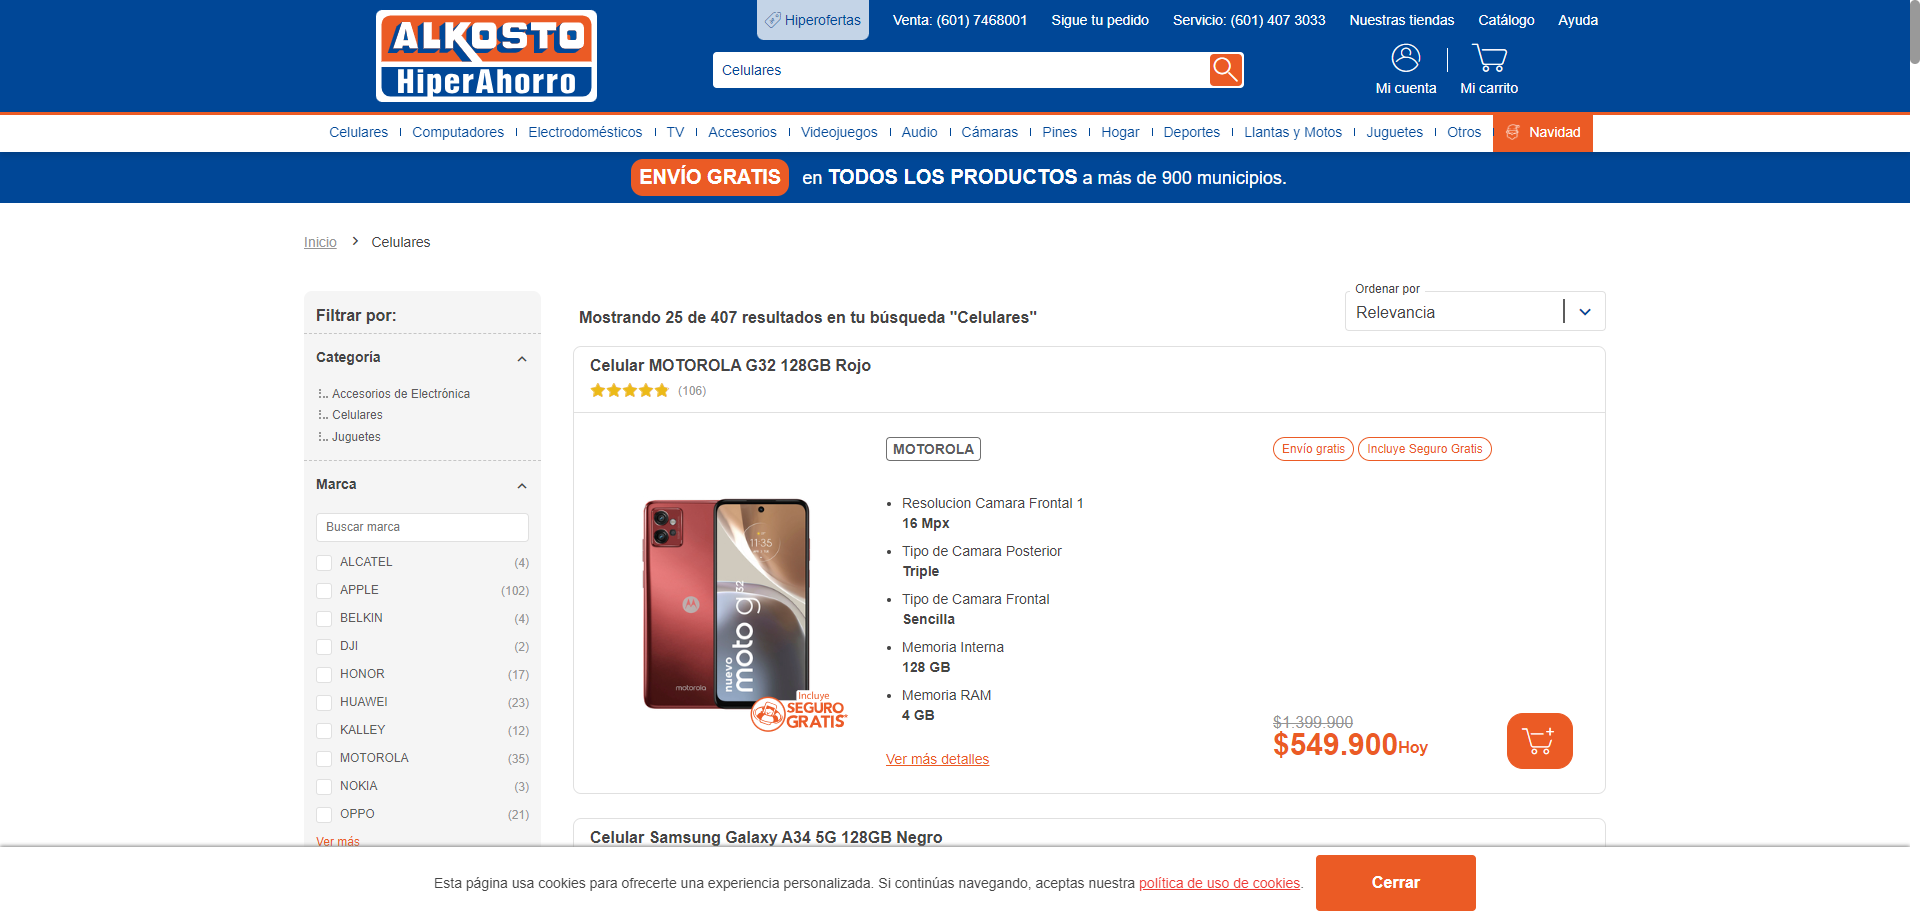 Hiperofertas
Venta: (601) 7468001
Sigue tu pedido
Servicio: (601) 407 3033
Nuestras tiendas
Catálogo
Ayuda
ALKOSTO
HiperAhorro
Celulares
Mi cuenta
Mi carrito
Celulares
Computadores
Electrodomésticos
TV
Accesorios
Videojuegos
Audio
Cámaras
Pines
Hogar
Deportes
Llantas y Motos
Juguetes
Otros
Navidad
ENVÍO GRATIS en TODOS LOS PRODUCTOS a más de 900 municipios.
Inicio > Celulares
Filtrar por:
Categoría
Accesorios de Electrónica
Celulares
Juguetes
Marca
Buscar marca
ALCATEL (4)
APPLE (102)
BELKIN (4)
DJI (2)
HONOR (17)
HUAWEI (23)
KALLEY (12)
MOTOROLA (35)
NOKIA (3)
OPPO (21)
Ver más
Mostrando 25 de 407 resultados en tu búsqueda "Celulares"
Ordenar por
Relevancia
Celular MOTOROLA G32 128GB Rojo
(106)
11:35
nuevo
moto g32
motorola
Incluye
SEGURO
GRATIS*
MOTOROLA
• Resolucion Camara Frontal 1
16 Mpx
• Tipo de Camara Posterior
Triple
• Tipo de Camara Frontal
Sencilla
• Memoria Interna
128 GB
• Memoria RAM
4 GB
Ver más detalles
Envío gratis
Incluye Seguro Gratis
$1.399.900
$549.900 Hoy
Celular Samsung Galaxy A34 5G 128GB Negro
Esta página usa cookies para ofrecerte una experiencia personalizada. Si continúas navegando, aceptas nuestra política de uso de cookies.
Cerrar